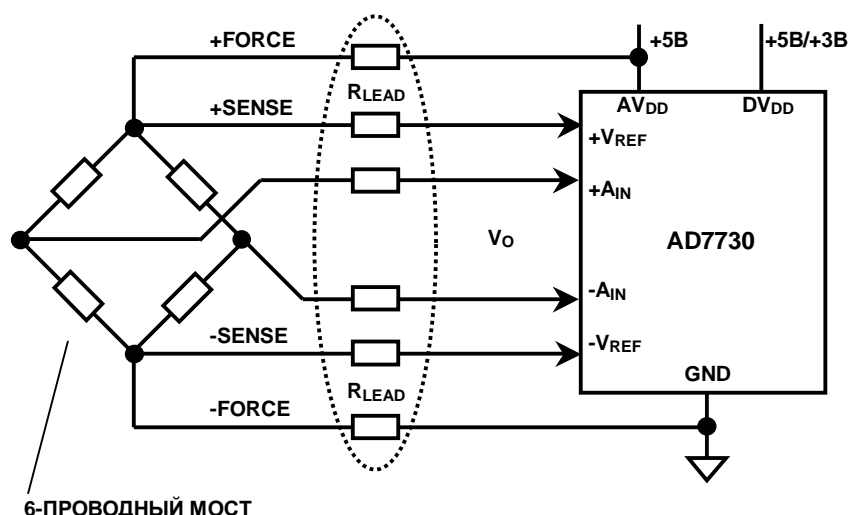 +FORCE
+5В
+5В/+3В
RLEAD
AVDD
DVDD
+SENSE
+VREF
+AIN
VO
AD7730
-AIN
-SENSE
-VREF
GND
RLEAD
-FORCE
6-ПРОВОДНЫЙ МОСТ